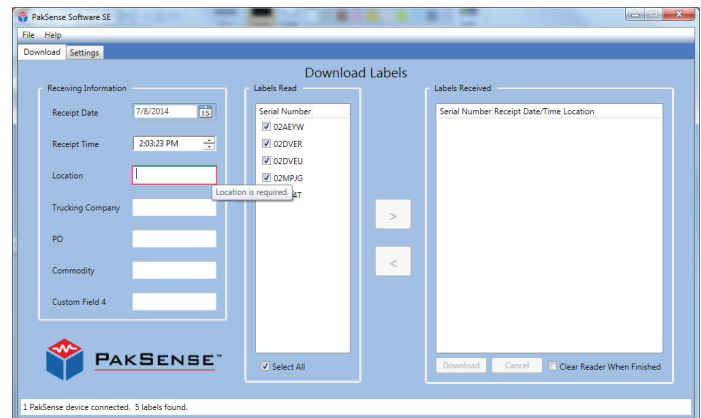 PakSense Software SE
File Help
Download Settings
Download Labels
Receiving Information
Receipt Date 7/8/2014 15
Receipt Time 2:03:23 PM
Location
Location is required.
Trucking Company
PO
Commodity
Custom Field 4
PAKSENSE™
Labels Read
Serial Number
02AEYW
02DVER
02DVEU
02MPJG
4T
Select All
>
<
Labels Received
Serial Number Receipt Date/Time Location
Download Cancel Clear Reader When Finished
1 PakSense device connected. 5 labels found.